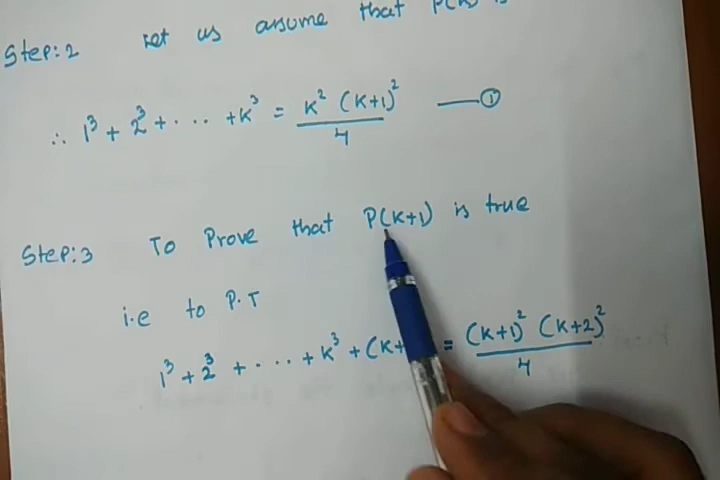 Step:2 Let us assume that P(K) is
∴ 1³ + 2³ + · · · + K³ = K² (K+1)² / 4 —— ①
Step:3 To Prove that P(K+1) is true
i.e to P.T
1³ + 2³ + · · · + K³ + (K+ = (K+1)² (K+2)² / 4